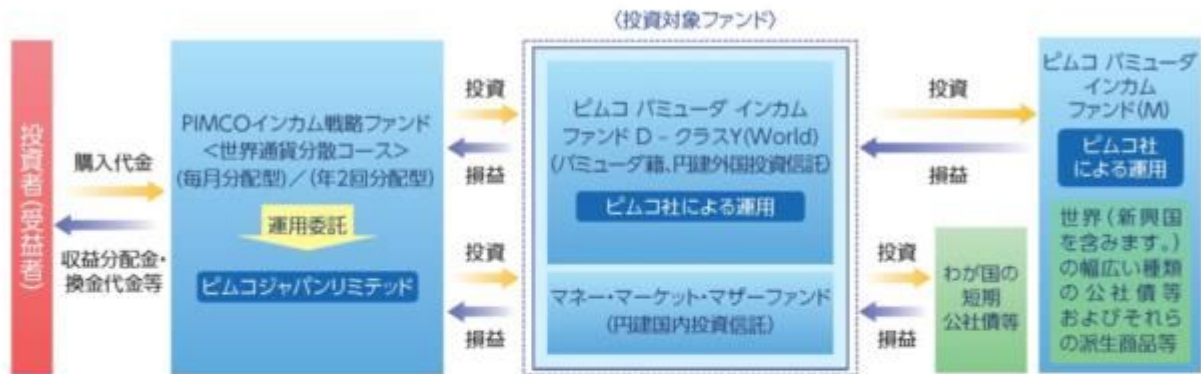 〈投資対象ファンド〉
投資者(受益者)
購入代金
収益分配金・
換金代金等
PIMCOインカム戦略ファンド
<世界通貨分散コース>
(毎月分配型)／(年2回分配型)
運用委託
ピムコジャパンリミテッド
投資
損益
投資
損益
ピムコ バミューダ インカム
ファンド D - クラスY(World)
(バミューダ籍、円建外国投資信託)
ピムコ社による運用
マネー・マーケット・マザーファンド
(円建国内投資信託)
投資
損益
投資
損益
わが国の
短期
公社債等
ピムコ バミューダ
インカム
ファンド(M)
ピムコ社
による運用
世界(新興国
を含みます。)
の幅広い種類
の公社債等
およびそれら
の派生商品等